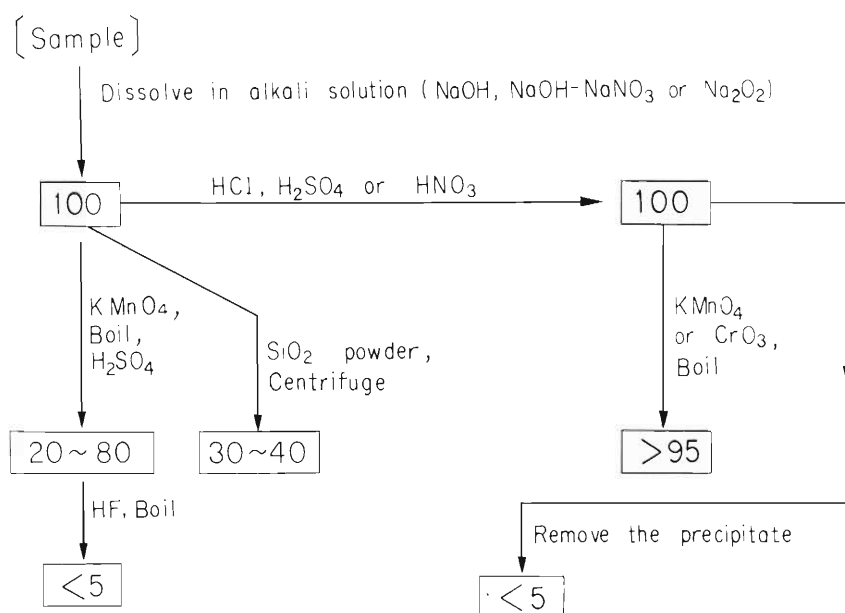 [Sample]
Dissolve in alkali solution (NaOH, NaOH-NaNO₃ or Na₂O₂)
100
HCl, H₂SO₄ or HNO₃
100
KMnO₄,
Boil,
H₂SO₄
SiO₂ powder,
Centrifuge
KMnO₄
or CrO₃,
Boil
20~80
30~40
>95
HF, Boil
Remove the precipitate
<5
<5